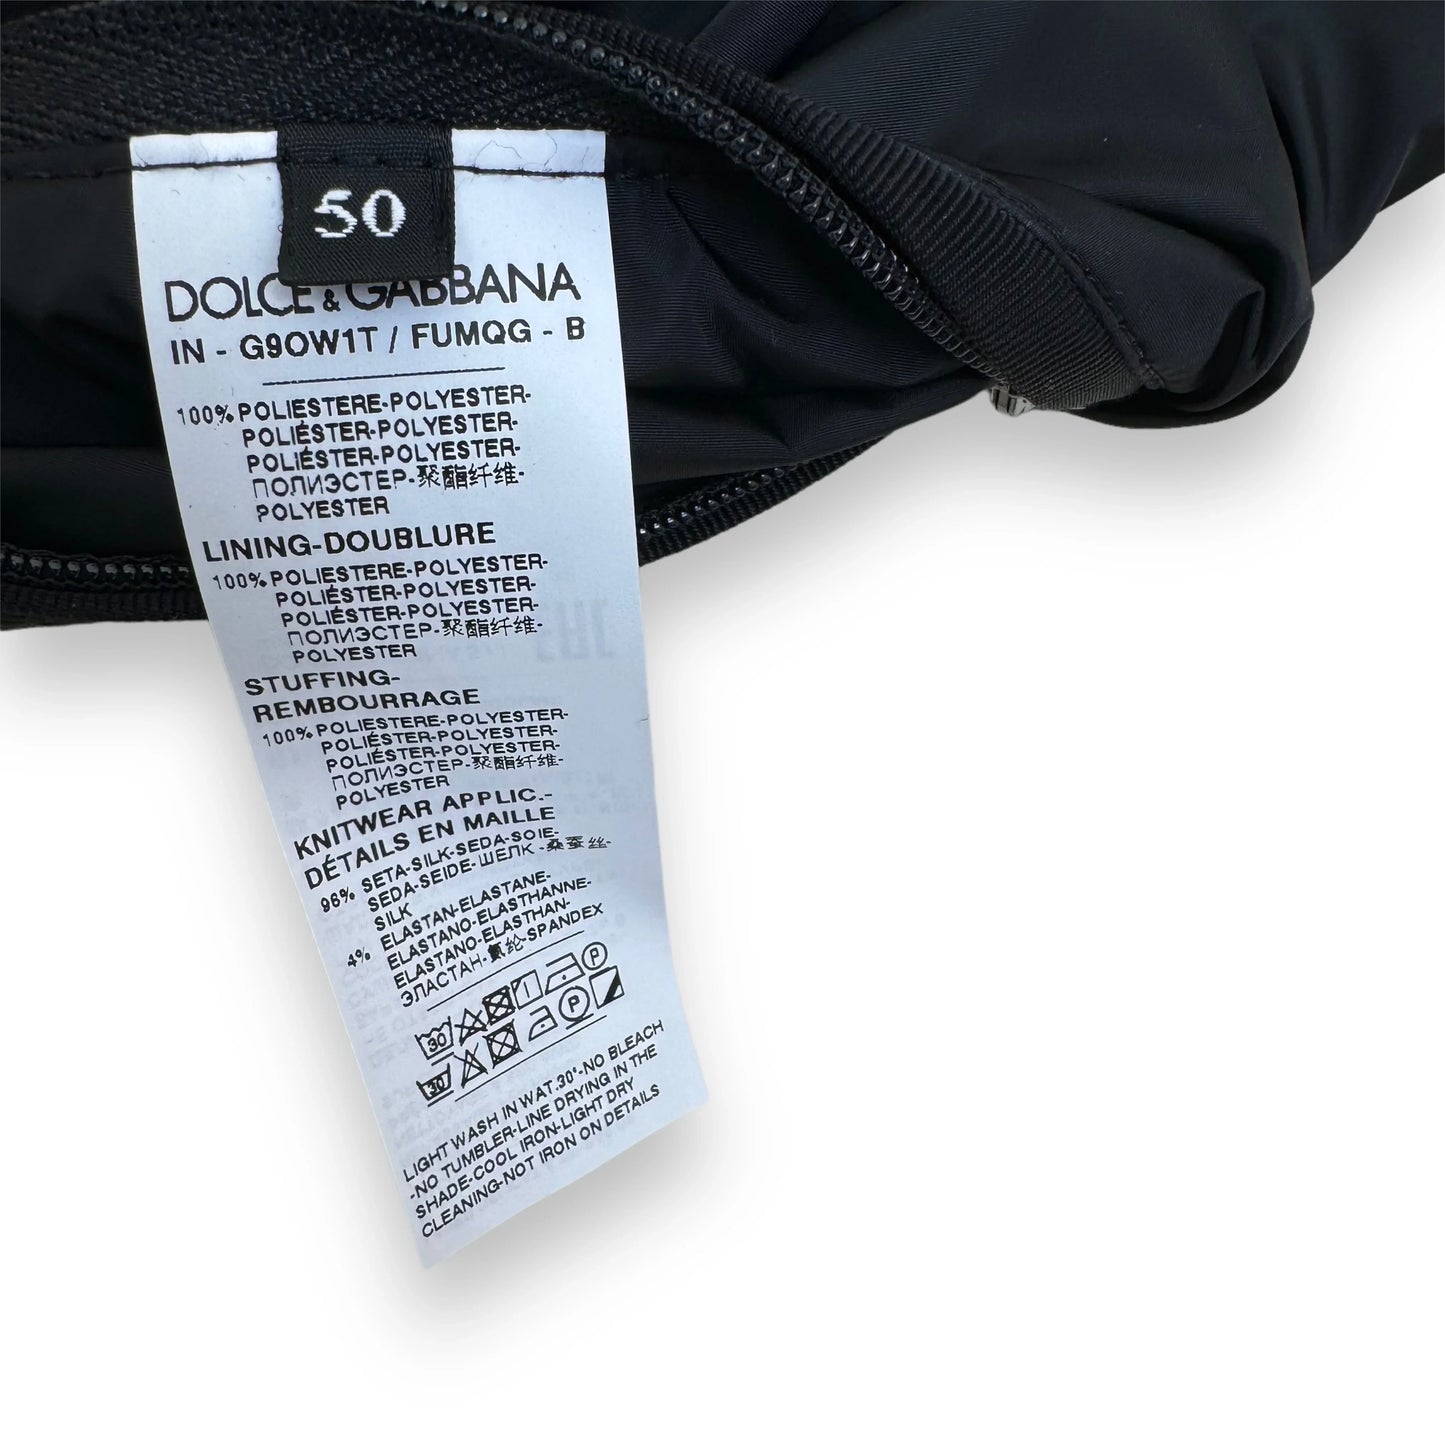 50
DOLCE & GABBANA
IN - G9OW1T / FUMQG - B
100% POLIESTERE-POLYESTER-
POLIÉSTER-POLYESTER-
POLIÉSTER-POLYESTER-
ПОЛИЭСТЕР-聚酯纤维-
POLYESTER
LINING-DOUBLURE
100% POLIESTERE-POLYESTER-
POLIÉSTER-POLYESTER-
POLIÉSTER-POLYESTER-
ПОЛИЭСТЕР-聚酯纤维-
POLYESTER
STUFFING-
REMBOURRAGE
100% POLIESTERE-POLYESTER-
POLIÉSTER-POLYESTER-
POLIÉSTER-POLYESTER-
ПОЛИЭСТЕР-聚酯纤维-
POLYESTER
KNITWEAR APPLIC.-
DÉTAILS EN MAILLE
96% SETA-SILK-SEDA-SOIE-
SEDA-SEIDE-ШЕЛК-桑蚕丝-
SILK
4% ELASTAN-ELASTANE-
ELASTANO-ELASTHANNE-
ELASTANO-ELASTHAN-
ЭЛАСТАН-氨纶-SPANDEX
30 P
30 P
LIGHT WASH IN WAT.30°-NO BLEACH
-NO TUMBLER-LINE DRYING IN THE
SHADE-COOL IRON-LIGHT DRY
CLEANING-NOT IRON ON DETAILS